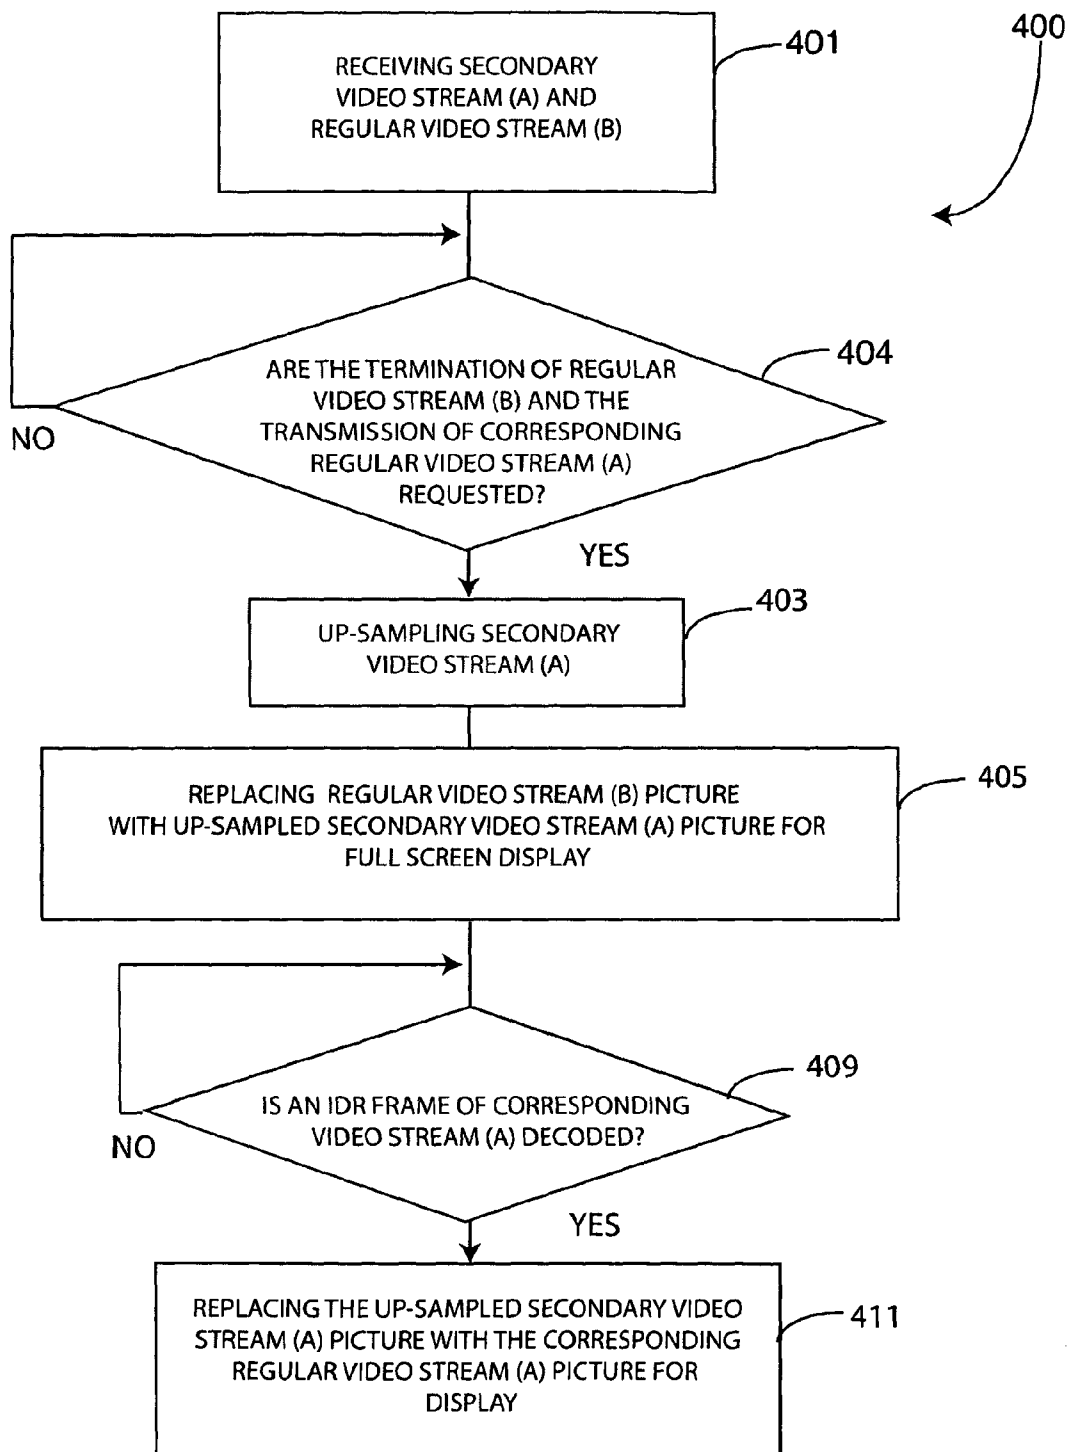 400
401
RECEIVING SECONDARY
VIDEO STREAM (A) AND
REGULAR VIDEO STREAM (B)
404
ARE THE TERMINATION OF REGULAR
VIDEO STREAM (B) AND THE
TRANSMISSION OF CORRESPONDING
REGULAR VIDEO STREAM (A)
REQUESTED?
NO
YES
403
UP-SAMPLING SECONDARY
VIDEO STREAM (A)
405
REPLACING REGULAR VIDEO STREAM (B) PICTURE
WITH UP-SAMPLED SECONDARY VIDEO STREAM (A) PICTURE FOR
FULL SCREEN DISPLAY
409
IS AN IDR FRAME OF CORRESPONDING
VIDEO STREAM (A) DECODED?
NO
YES
411
REPLACING THE UP-SAMPLED SECONDARY VIDEO
STREAM (A) PICTURE WITH THE CORRESPONDING
REGULAR VIDEO STREAM (A) PICTURE FOR
DISPLAY